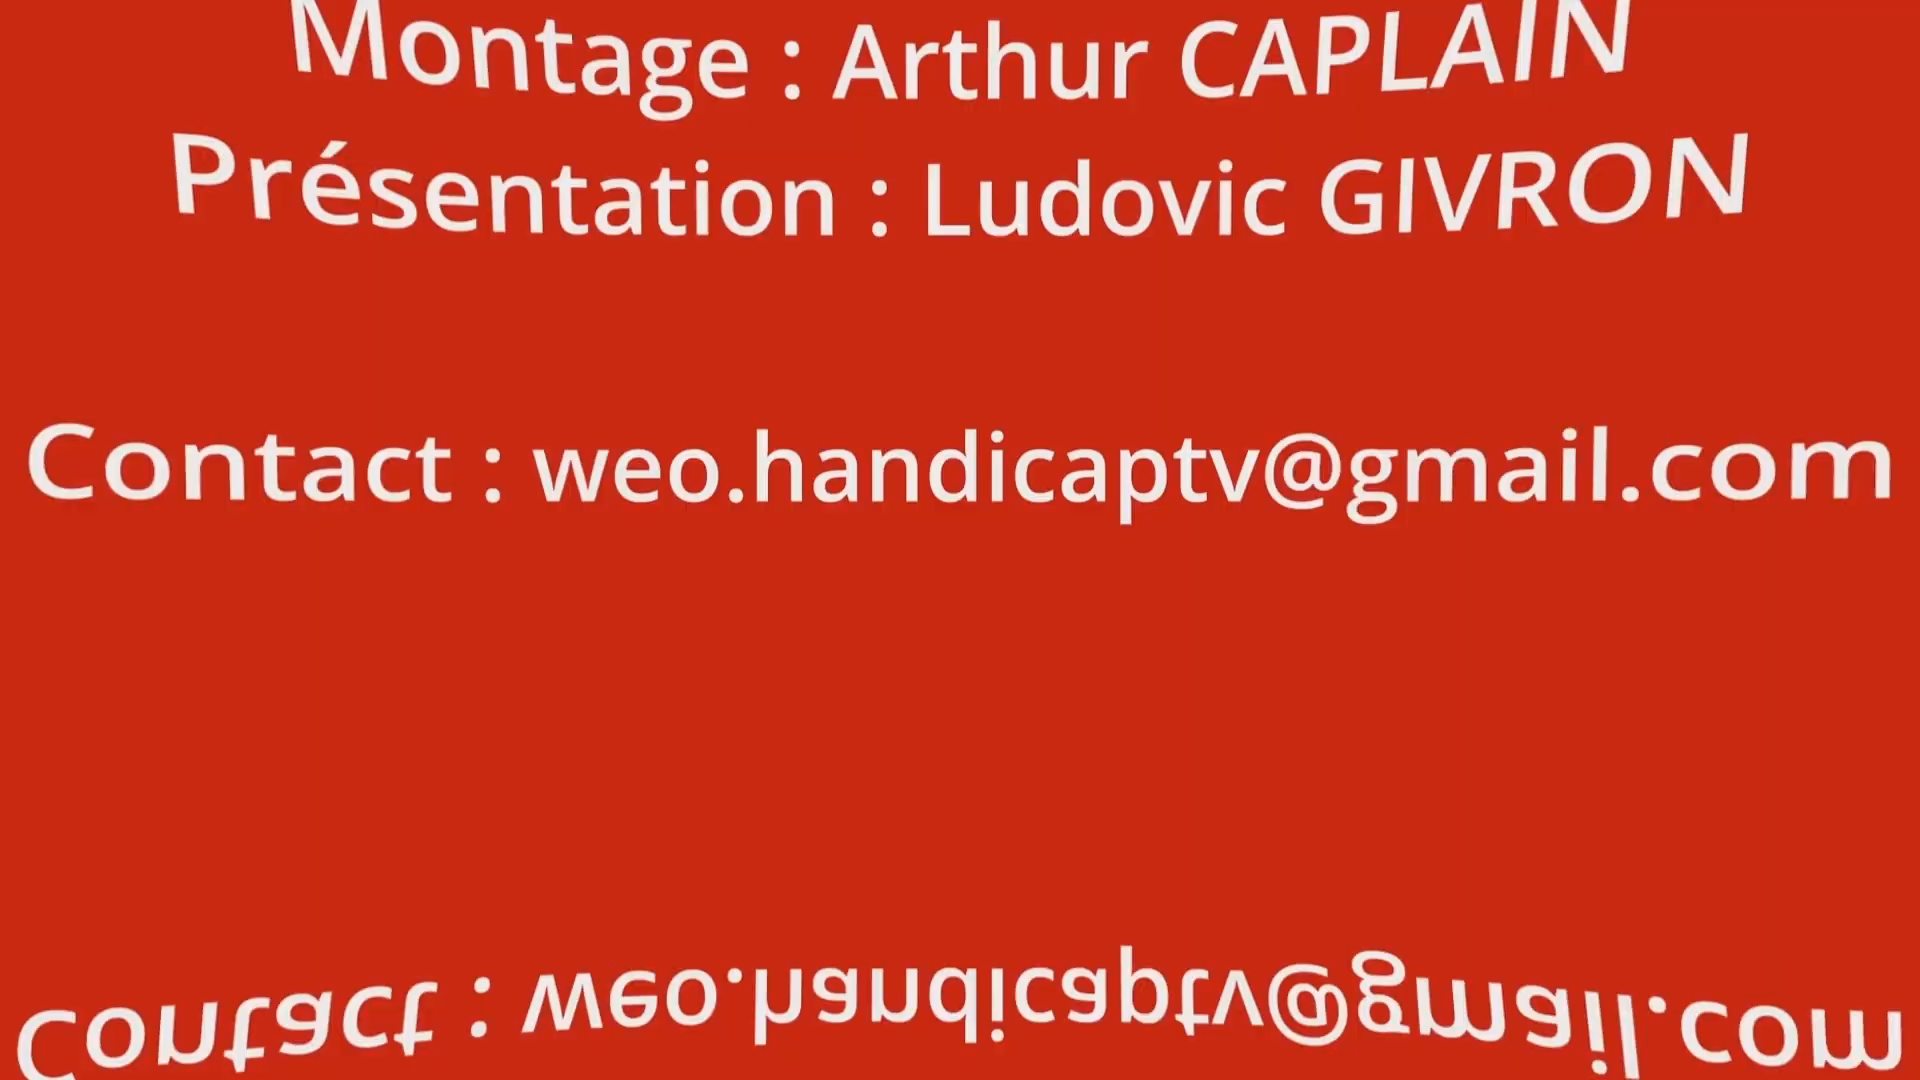 Montage : Arthur CAPLAIN
Présentation : Ludovic GIVRON
Contact : weo.handicaptv@gmail.com
Contact : weo.handicaptv@gmail.com